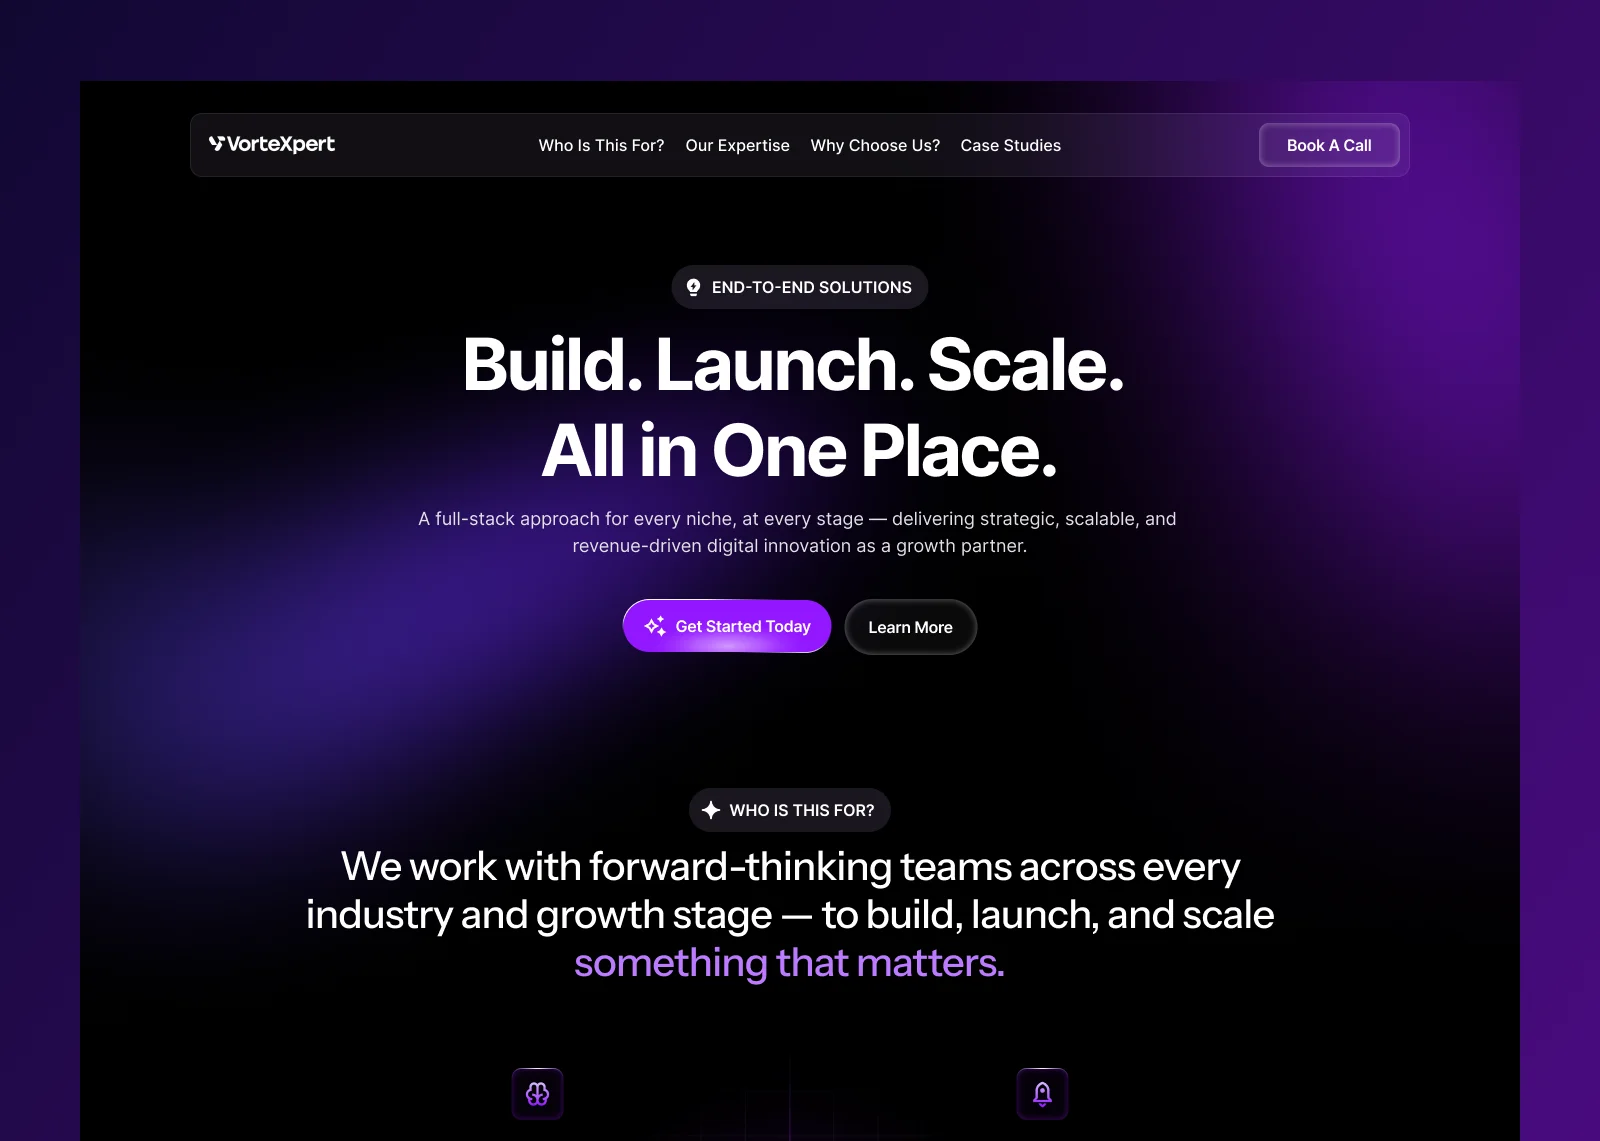 VorteXpert
Who Is This For? Our Expertise Why Choose Us? Case Studies
Book A Call
END-TO-END SOLUTIONS
Build. Launch. Scale.
All in One Place.
A full-stack approach for every niche, at every stage — delivering strategic, scalable, and
revenue-driven digital innovation as a growth partner.
Get Started Today
Learn More
WHO IS THIS FOR?
We work with forward-thinking teams across every
industry and growth stage — to build, launch, and scale
something that matters.